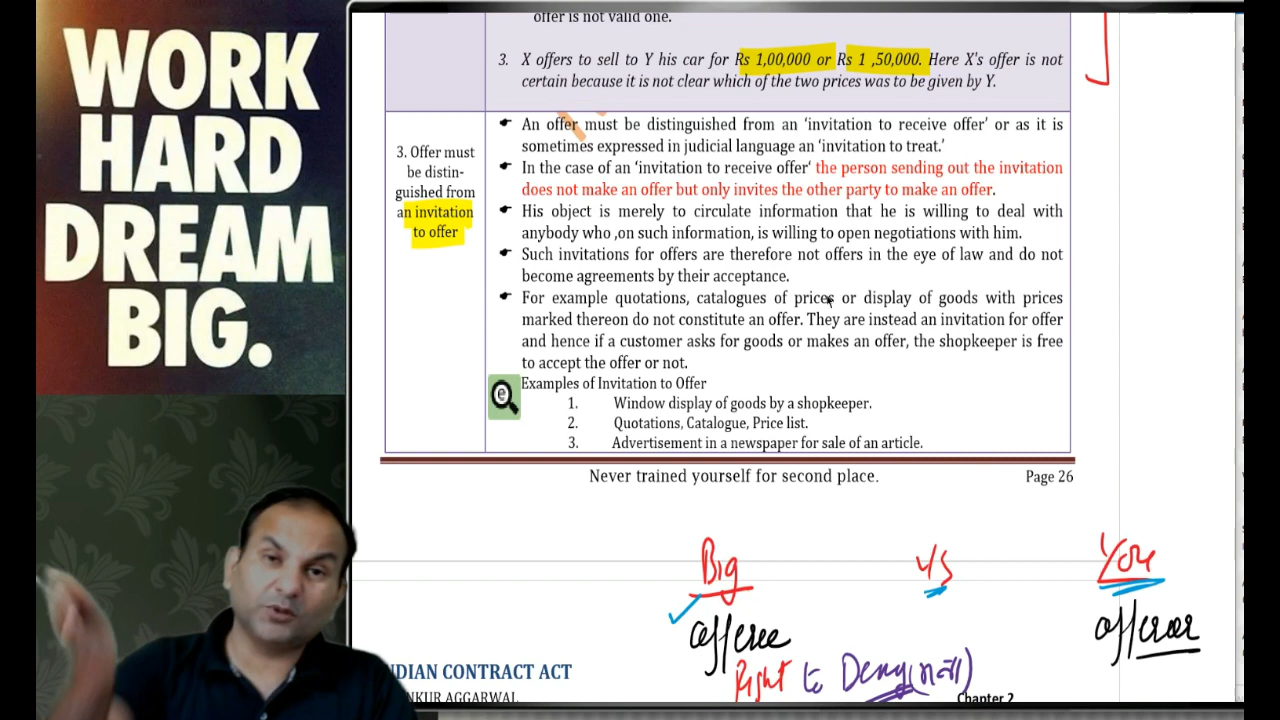 WORK
HARD
DREAM
BIG.
offer is not valid one.
3. X offers to sell to Y his car for Rs 1,00,000 or Rs 1 ,50,000. Here X's offer is not
certain because it is not clear which of the two prices was to be given by Y.
3. Offer must
be distin-
guished from
an invitation
to offer
An offer must be distinguished from an ‘invitation to receive offer’ or as it is
sometimes expressed in judicial language an ‘invitation to treat.’
In the case of an ‘invitation to receive offer‘ the person sending out the invitation
does not make an offer but only invites the other party to make an offer.
His object is merely to circulate information that he is willing to deal with
anybody who ,on such information, is willing to open negotiations with him.
Such invitations for offers are therefore not offers in the eye of law and do not
become agreements by their acceptance.
For example quotations, catalogues of prices or display of goods with prices
marked thereon do not constitute an offer. They are instead an invitation for offer
and hence if a customer asks for goods or makes an offer, the shopkeeper is free
to accept the offer or not.
Examples of Invitation to Offer
1. Window display of goods by a shopkeeper.
2. Quotations, Catalogue, Price list.
3. Advertisement in a newspaper for sale of an article.
Never trained yourself for second place. Page 26
Big v/s You
offeree offeror
Right to Deny (मना)
NDIAN CONTRACT ACT
NKUR AGGARWAL Chapter 2